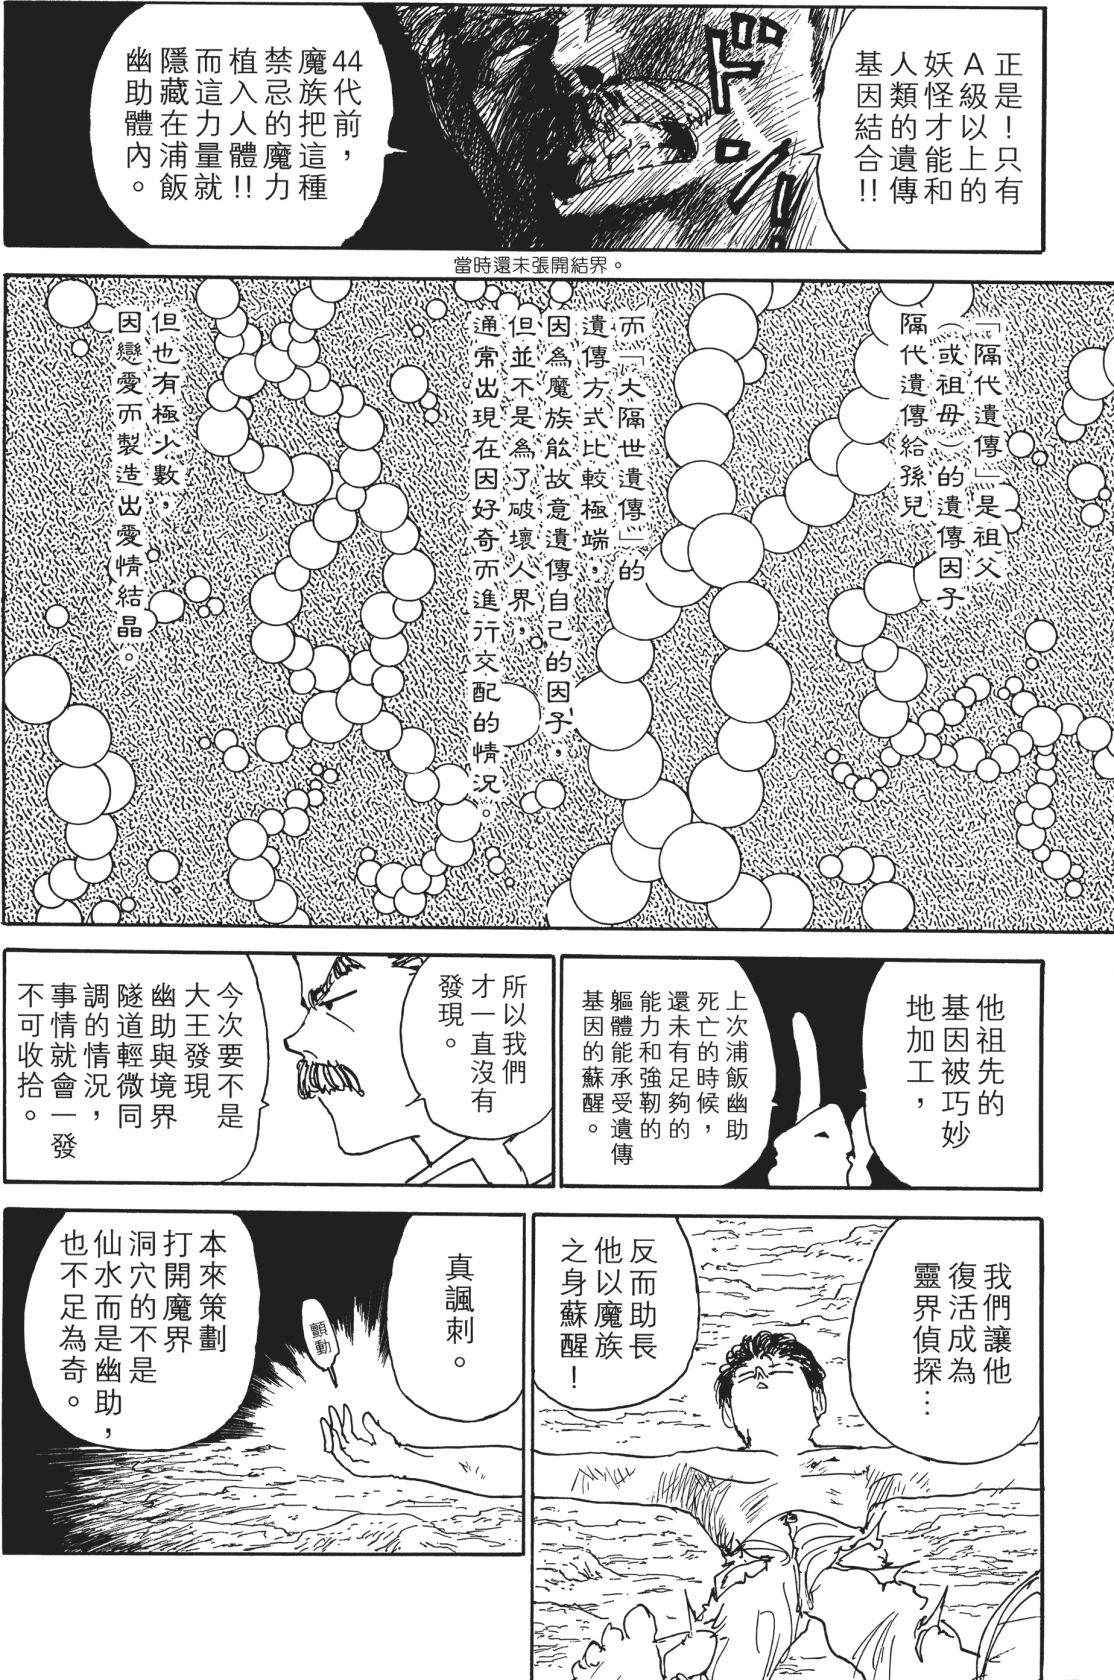 正是！只有
A級以上的
妖怪才能和
人類的遺傳
基因結合!!
44代前，
魔族把這種
禁忌的魔力
植入人體!!
而這力量就
隱藏在浦飯
幽助體內。
當時還未張開結界。
「隔代遺傳」是祖父
（或祖母）的遺傳因子
隔代遺傳給孫兒，
而「大隔世遺傳」的
遺傳方式比較極端，
因為魔族能故意遺傳自己的因子，
但並不是為了破壞人界，
通常出現在因好奇而進行交配的情況。
但也有極少數，
因戀愛而製造出愛情結晶。
他祖先的
基因被巧妙
地加工，
上次浦飯幽助
死亡的時候，
還未有足夠的
能力和強勒的
軀體能承受遺傳
基因的蘇醒。
所以我們
才一直沒有
發現。
今次要不是
大王發現
幽助與境界
隧道輕微同
調的情況，
事情就會一發
不可收拾。
我們讓他
復活成為
靈界偵探…
反而助長
他以魔族
之身蘇醒！
真諷刺。
顫動
本來策劃
打開魔界
洞穴的不是
仙水而是幽助，
也不足為奇。